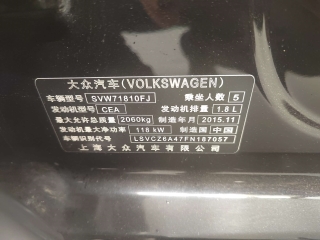 大众汽车(VOLKSWAGEN)
车辆型号 SVW71810FJ 乘坐人数 5
发动机型号 CEA 发动机排量 1.8 L
最大允许总质量 2060kg 制造年月 2015.11
发动机最大净功率 118 kW 制造国 中国
车辆识别代号 LSVCZ6A47FN187057
上海大众汽车有限公司